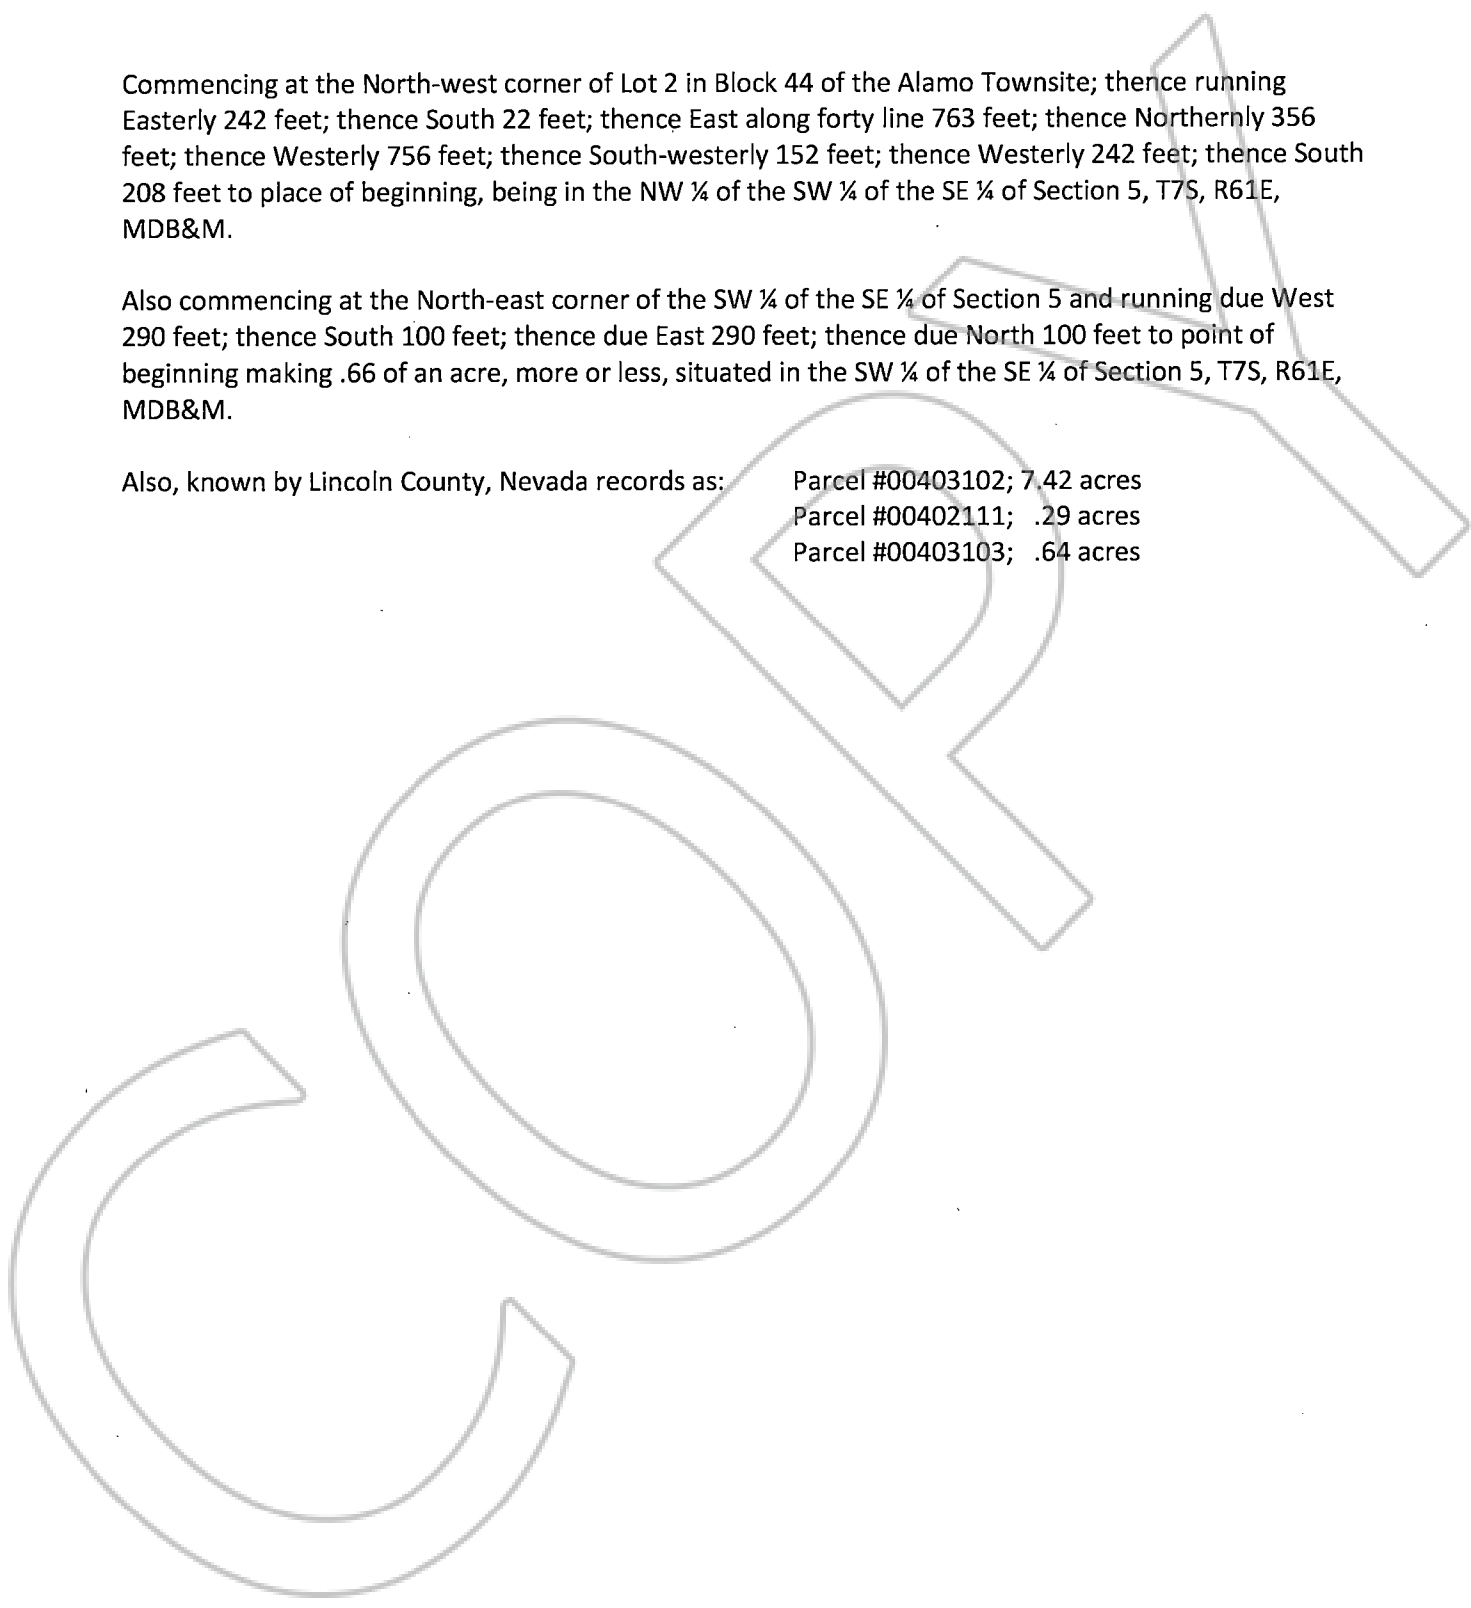 Commencing at the North-west corner of Lot 2 in Block 44 of the Alamo Townsite; thence running
Easterly 242 feet; thence South 22 feet; thence East along forty line 763 feet; thence Northernly 356
feet; thence Westerly 756 feet; thence South-westerly 152 feet; thence Westerly 242 feet; thence South
208 feet to place of beginning, being in the NW ¼ of the SW ¼ of the SE ¼ of Section 5, T7S, R61E,
MDB&M.
Also commencing at the North-east corner of the SW ¼ of the SE ¼ of Section 5 and running due West
290 feet; thence South 100 feet; thence due East 290 feet; thence due North 100 feet to point of
beginning making .66 of an acre, more or less, situated in the SW ¼ of the SE ¼ of Section 5, T7S, R61E,
MDB&M.
Also, known by Lincoln County, Nevada records as: Parcel #00403102; 7.42 acres
Parcel #00402111; .29 acres
Parcel #00403103; .64 acres
COPY